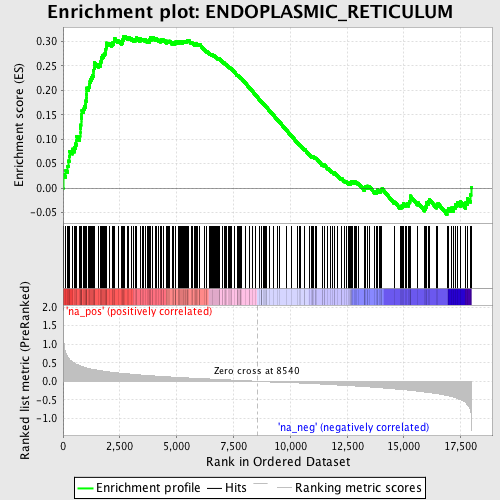 Enrichment plot: ENDOPLASMIC_RETICULUM
Enrichment score (ES)
0.30
0.25
0.20
0.15
0.10
0.05
0.00
-0.05
Ranked list metric (PreRanked)
2.0
1.5
1.0
0.5
0.0
-0.5
-1.0
'na_pos' (positively correlated)
Zero cross at 8540
'na_neg' (negatively correlated)
0 2,500 5,000 7,500 10,000 12,500 15,000 17,500
Rank in Ordered Dataset
Enrichment profile Hits Ranking metric scores